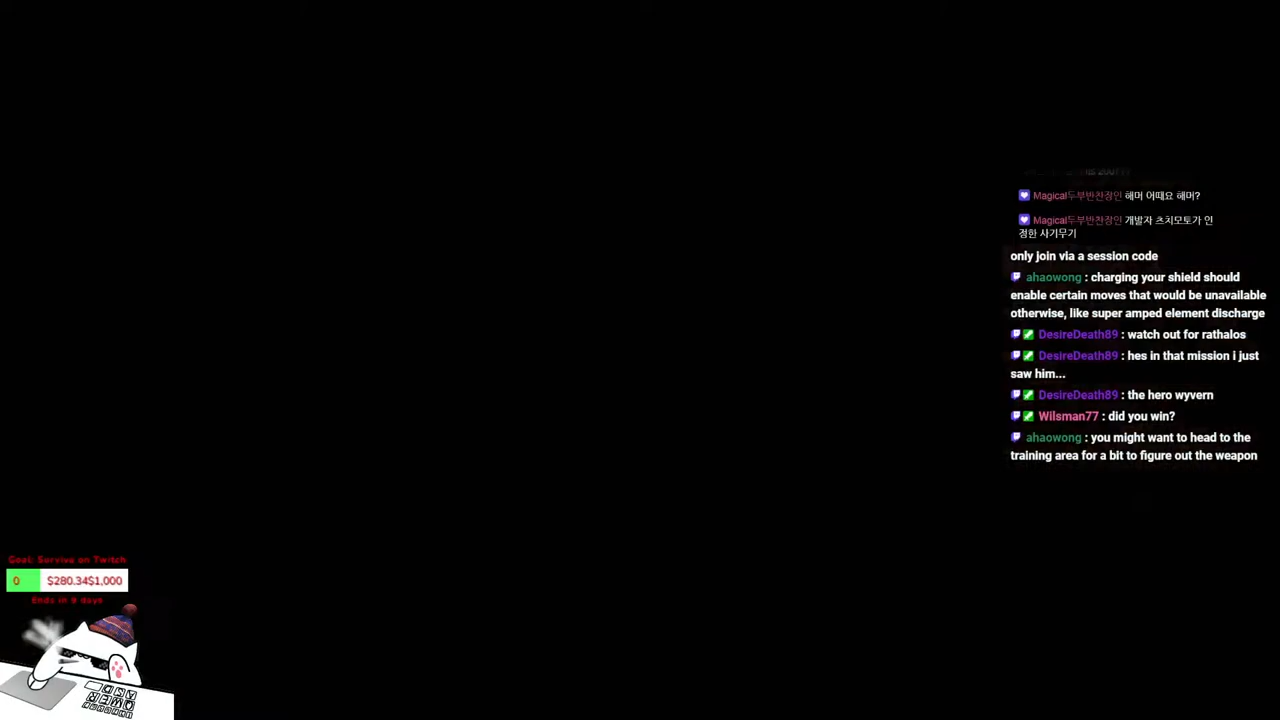 Magical두부반찬장인 해머 어때요 해머?
Magical두부반찬장인 개발자 츠치모토가 인
정한 사기무기
only join via a session code
ahaowong : charging your shield should
enable certain moves that would be unavailable
otherwise, like super amped element discharge
DesireDeath89 : watch out for rathalos
DesireDeath89 : hes in that mission i just
saw him...
DesireDeath89 : the hero wyvern
Wilsman77 : did you win?
ahaowong : you might want to head to the
training area for a bit to figure out the weapon
Goal: Survive on Twitch
0 $280.34$1,000
Ends in 9 days